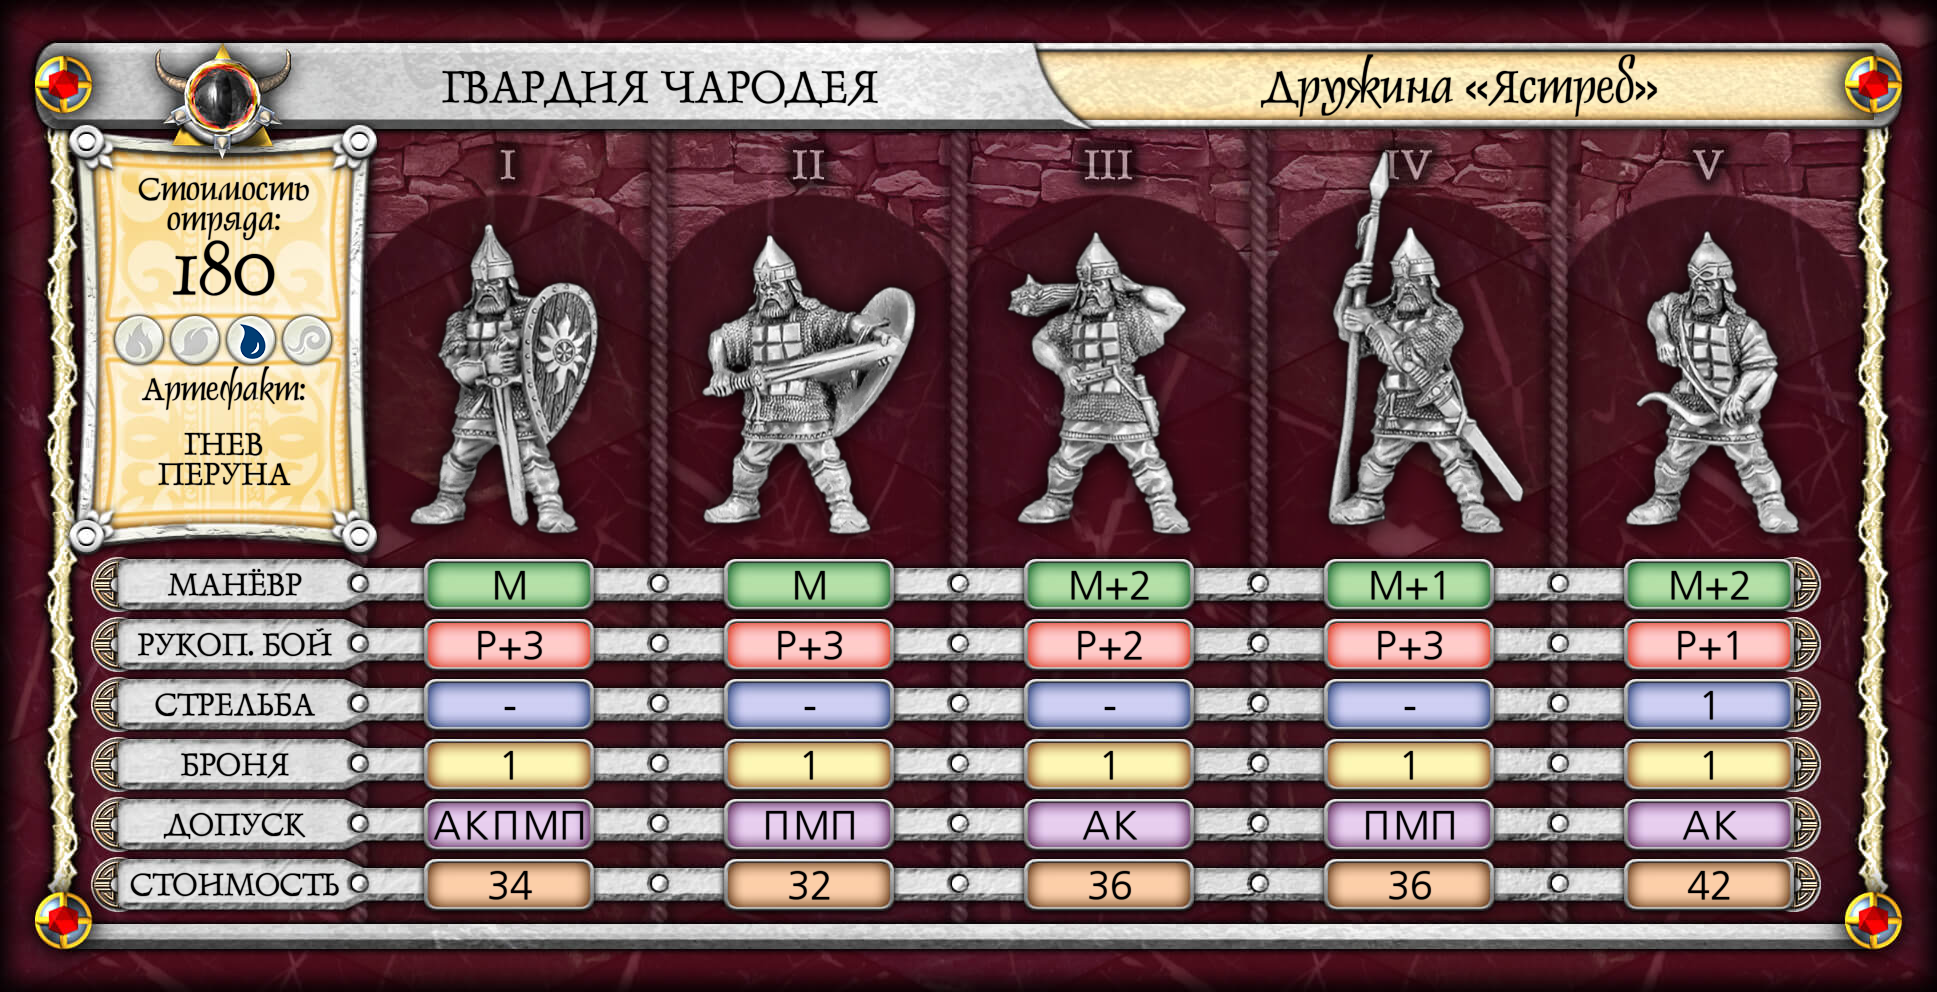 ГВАРДИЯ ЧАРОДЕЯ
Дружина «Ястреб»
Стоимость
отряда:
180
Артефакт:
ГНЕВ
ПЕРУНА
I II III IV V
МАНЁВР М М М+2 М+1 М+2
РУКОП. БОЙ Р+3 Р+3 Р+2 Р+3 Р+1
СТРЕЛЬБА - - - - 1
БРОНЯ 1 1 1 1 1
ДОПУСК АКПМП ПМП АК ПМП АК
СТОИМОСТЬ 34 32 36 36 42